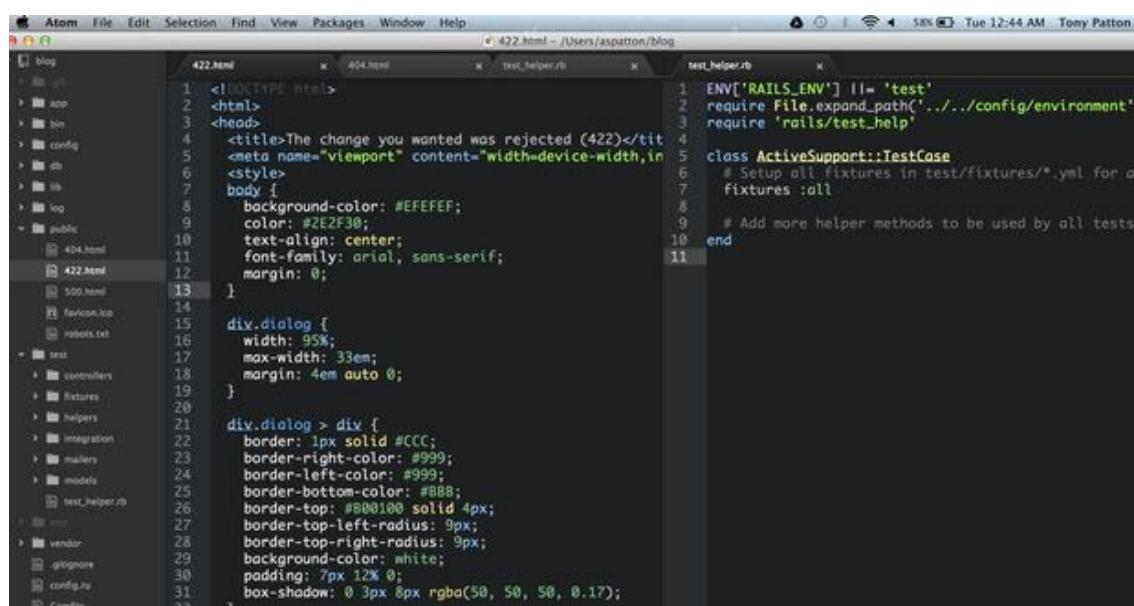 Atom File Edit Selection Find View Packages Window Help 58% Tue 12:44 AM Tony Patton
422.html - /Users/aspatton/blog
blog
.git
app
bin
config
db
lib
log
public
404.html
422.html
500.html
favicon.ico
robots.txt
test
controllers
fixtures
helpers
integration
mailers
models
test_helper.rb
tmp
vendor
.gitignore
config.ru
422.html 404.html test_helper.rb
1 <!DOCTYPE html>
2 <html>
3 <head>
4 <title>The change you wanted was rejected (422)</tit
5 <meta name="viewport" content="width=device-width,in
6 <style>
7 body {
8 background-color: #EFEFEF;
9 color: #2E2F30;
10 text-align: center;
11 font-family: arial, sans-serif;
12 margin: 0;
13 }
14
15 div.dialog {
16 width: 95%;
17 max-width: 33em;
18 margin: 4em auto 0;
19 }
20
21 div.dialog > div {
22 border: 1px solid #CCC;
23 border-right-color: #999;
24 border-left-color: #999;
25 border-bottom-color: #BBB;
26 border-top: #B00100 solid 4px;
27 border-top-left-radius: 9px;
28 border-top-right-radius: 9px;
29 background-color: white;
30 padding: 7px 12% 0;
31 box-shadow: 0 3px 8px rgba(50, 50, 50, 0.17);
test_helper.rb
1 ENV['RAILS_ENV'] ||= 'test'
2 require File.expand_path('../../config/environment'
3 require 'rails/test_help'
4
5 class ActiveSupport::TestCase
6 # Setup all fixtures in test/fixtures/*.yml for a
7 fixtures :all
8
9 # Add more helper methods to be used by all tests
10 end
11